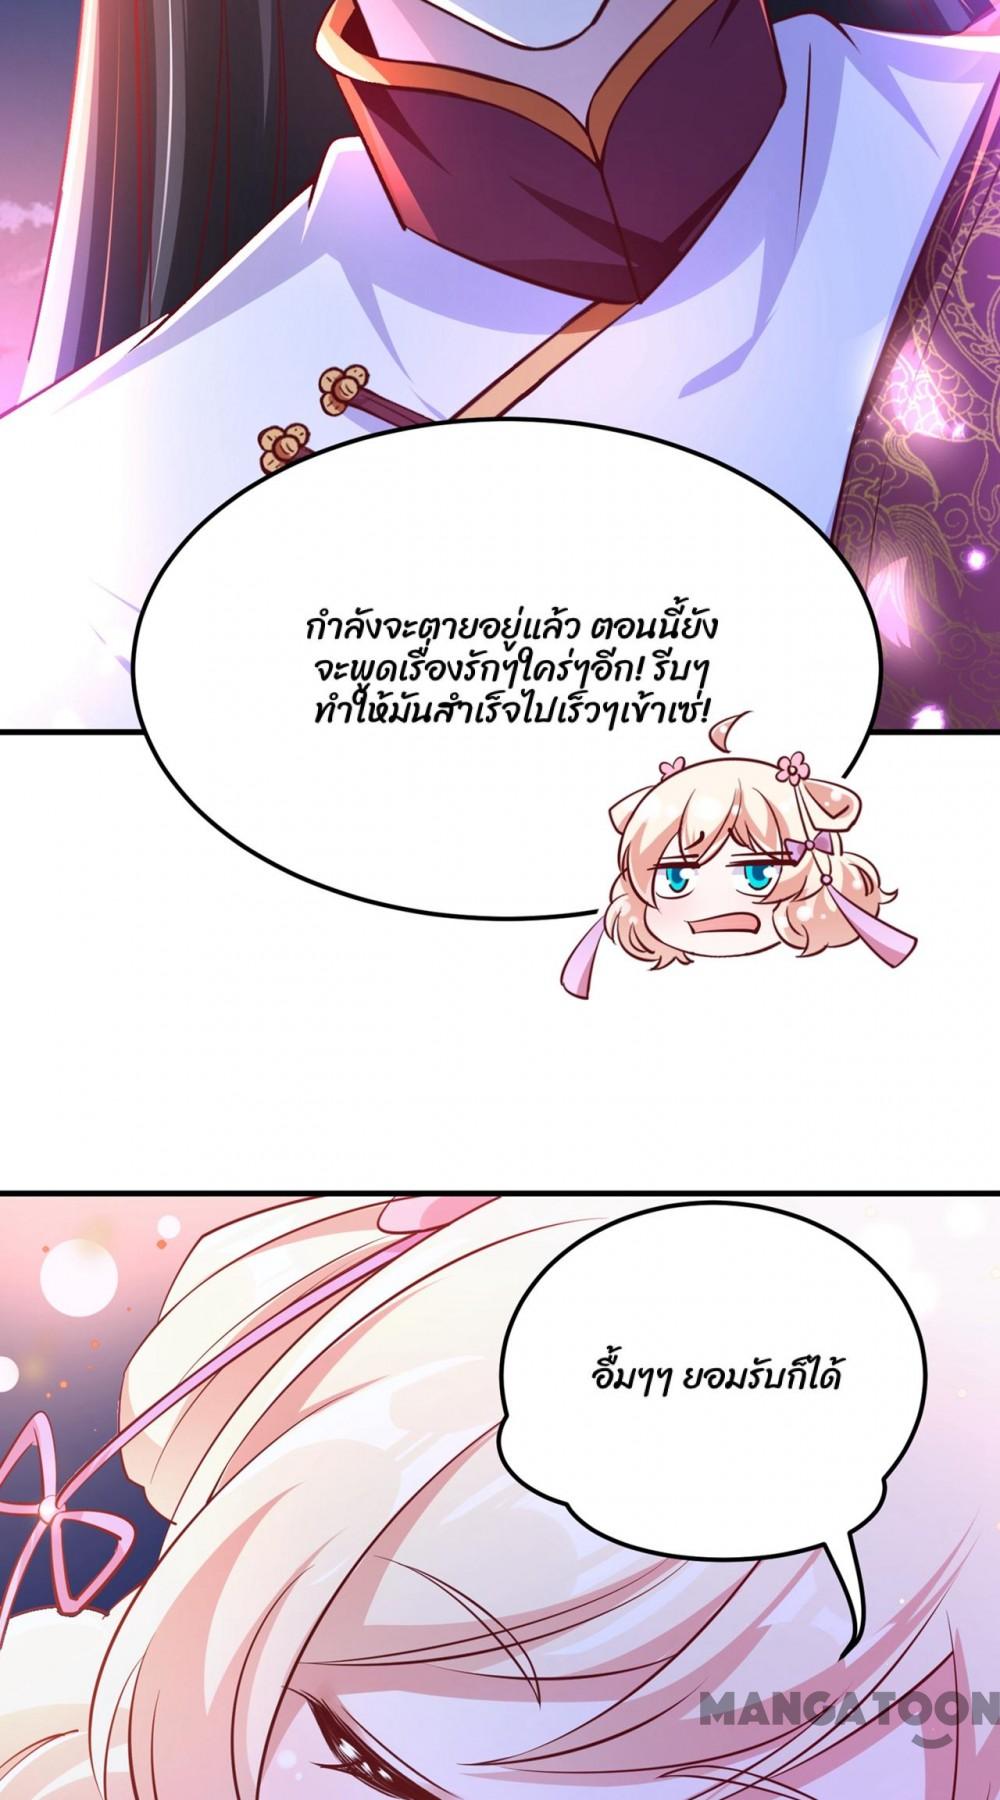 กำลังจะตายอยู่แล้ว ตอนนี้ยัง
จะพูดเรื่องรักๆใคร่ๆอีก! รีบๆ
ทำให้มันสำเร็จไปเร็วๆเข้าเซ่!
อื้มๆๆ ยอมรับก็ได้
MANGATOON